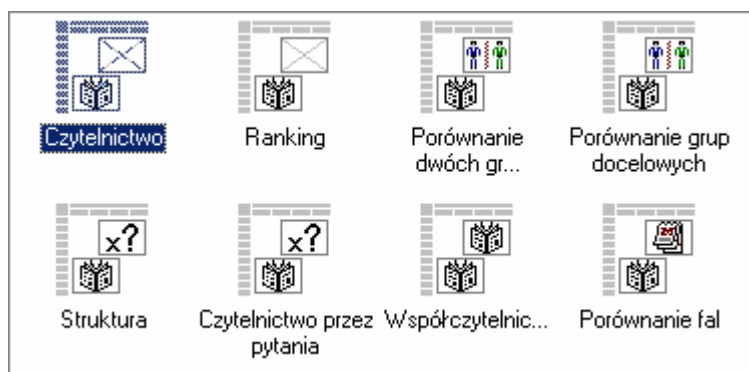 Czytelnictwo
Ranking
Porównanie
dwóch gr...
Porównanie grup
docelowych
x?
Struktura
x?
Czytelnictwo przez
pytania
Współczytelnic...
Porównanie fal